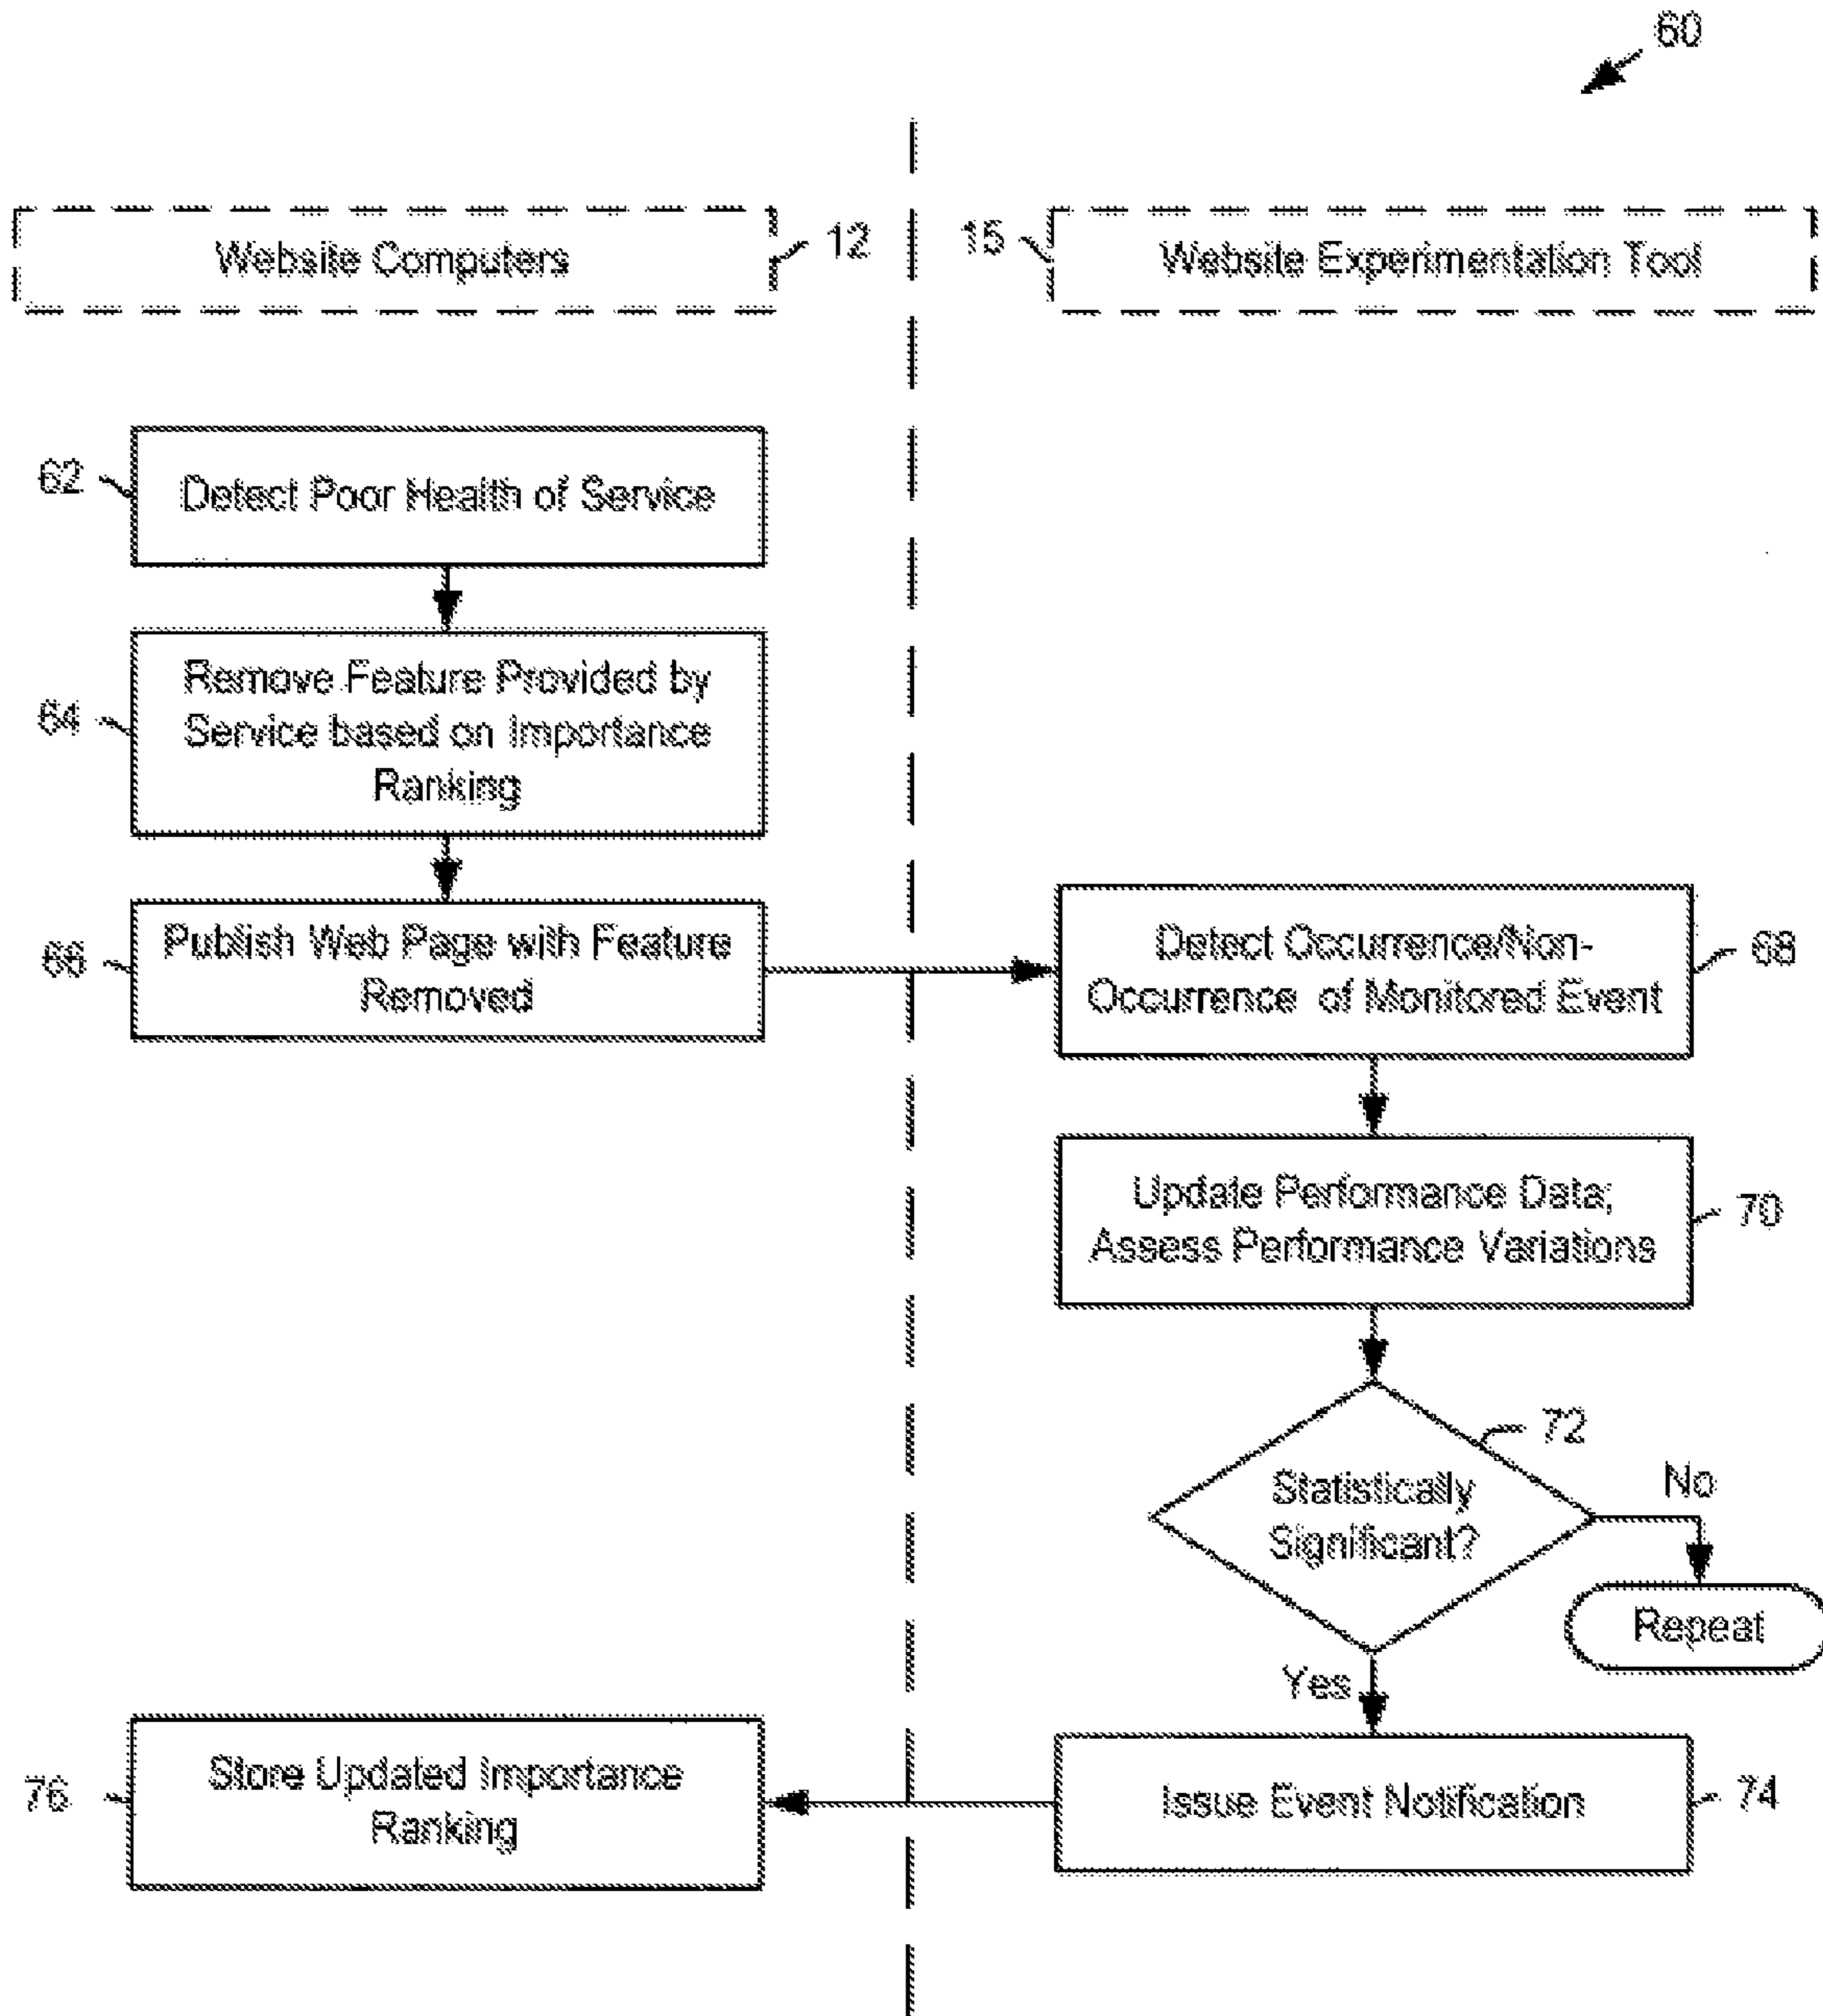 60
Website Computers
12
15
Website Experimentation Tool
62
Detect Poor Health of Service
64
Remove Feature Provided by
Service based on Importance
Ranking
66
Publish Web Page with Feature
Removed
Detect Occurrence/Non-
Occurrence of Monitored Event
68
Update Performance Data;
Assess Performance Variations
70
72
Statistically
Significant?
No
Repeat
Yes
76
Store Updated Importance
Ranking
Issue Event Notification
74